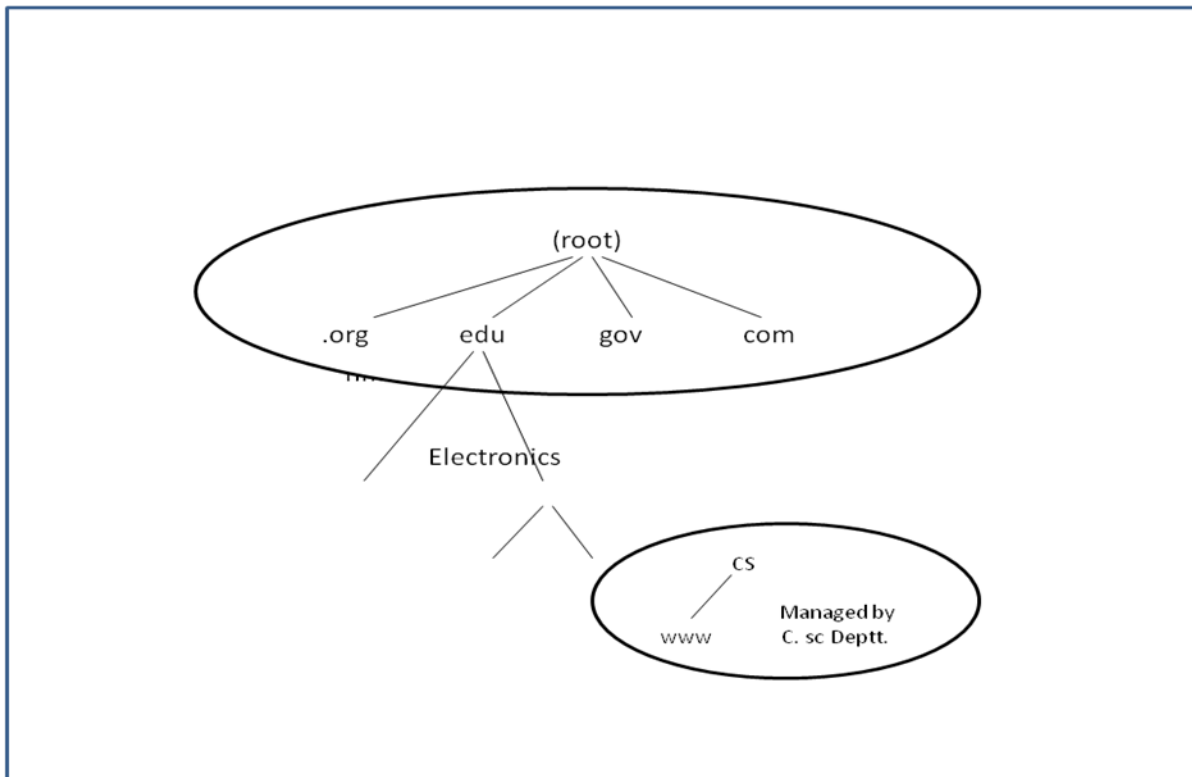 (root)
.org edu gov com
Electronics
cs
Managed by
www C. sc Deptt.